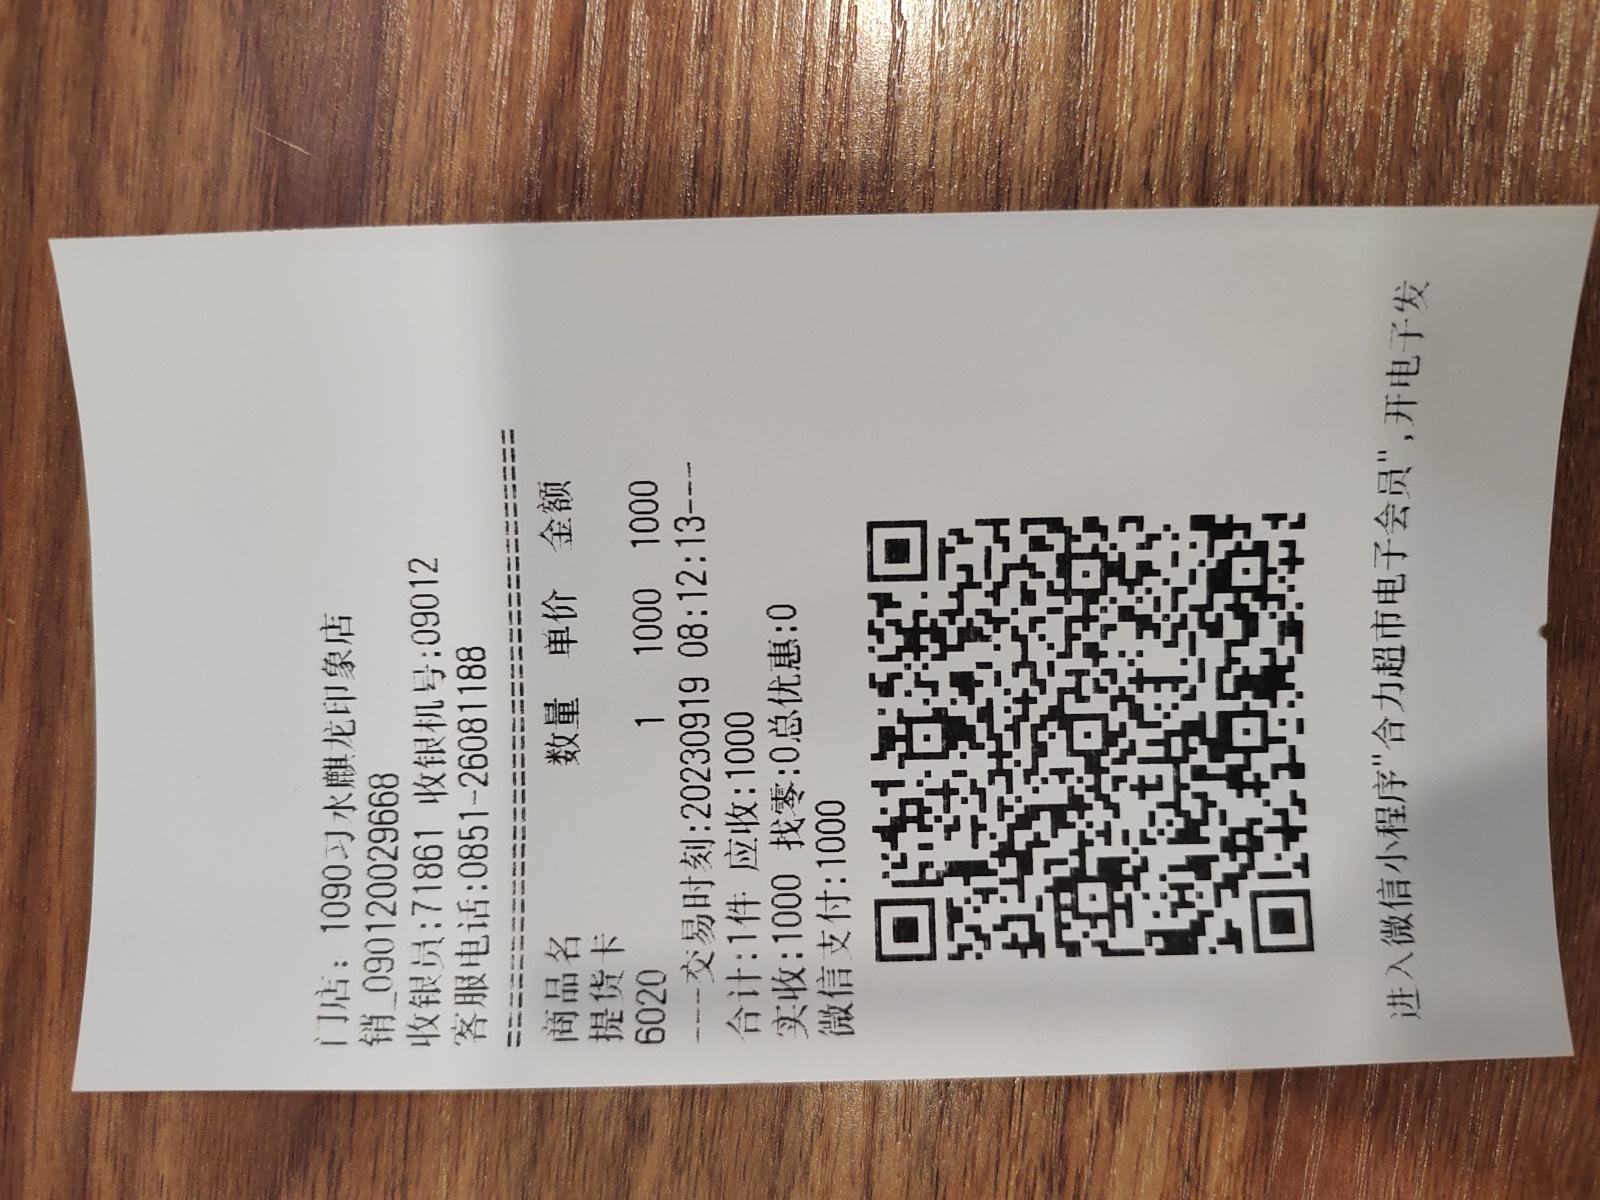 门店: 1090习水麒龙印象店
销_090120029668
收银员:71861 收银机号:09012
客服电话:0851-26081188
================================
商品名 数量 单价 金额
提货卡
6020 1 1000 1000
---交易时刻:20230919 08:12:13---
合计:1件 应收:1000
实收:1000 找零:0总优惠:0
微信支付:1000
进入微信小程序"合力超市电子会员",开电子发